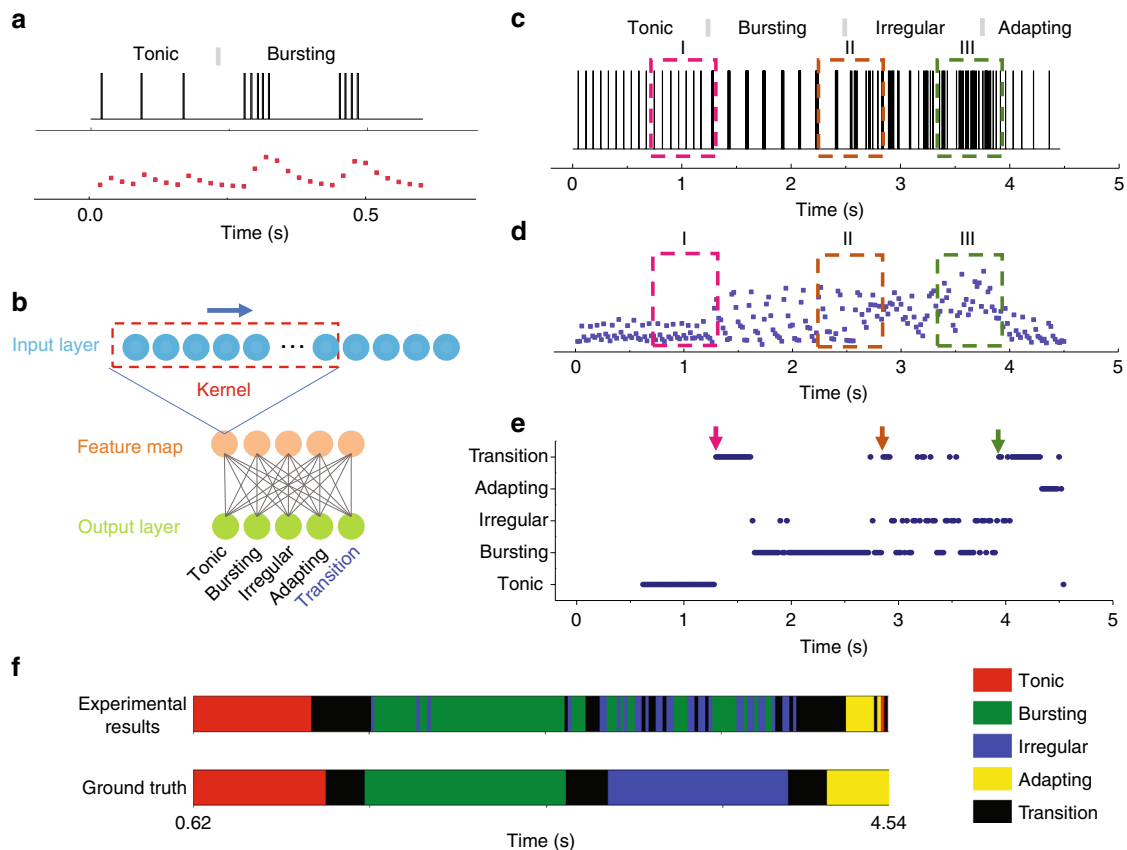 a
Tonic
Bursting
0.0
0.5
Time (s)
b
Input layer
...
Kernel
Feature map
Output layer
Tonic
Bursting
Irregular
Adapting
Transition
c
Tonic
Bursting
Irregular
Adapting
I
II
III
0
1
2
3
4
5
Time (s)
d
I
II
III
0
1
2
3
4
5
Time (s)
e
Transition
Adapting
Irregular
Bursting
Tonic
0
1
2
3
4
5
Time (s)
f
Experimental
results
Ground truth
0.62
4.54
Time (s)
Tonic
Bursting
Irregular
Adapting
Transition